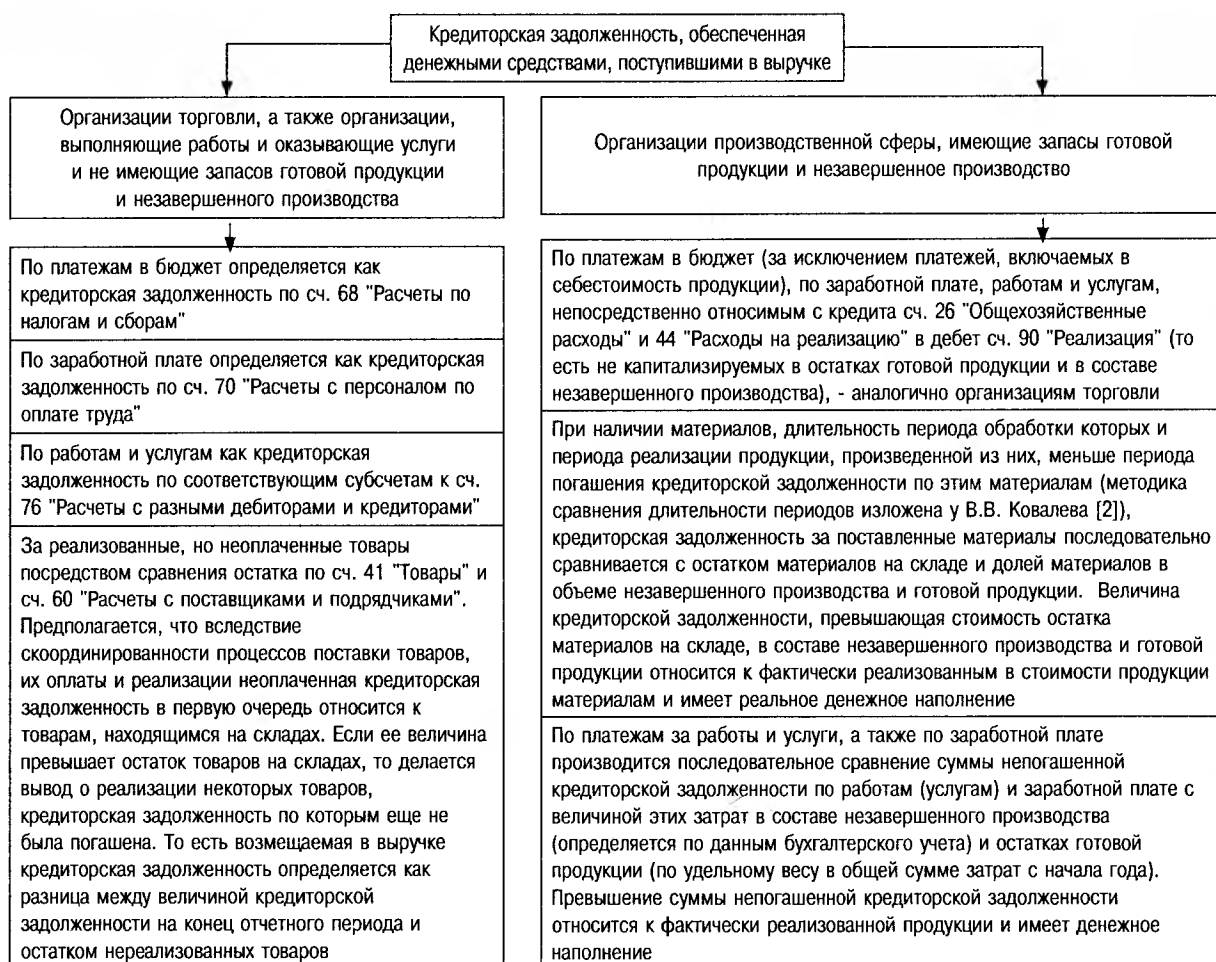 Кредиторская задолженность, обеспеченная
денежными средствами, поступившими в выручке
Организации торговли, а также организации,
выполняющие работы и оказывающие услуги
и не имеющие запасов готовой продукции
и незавершенного производства
По платежам в бюджет определяется как
кредиторская задолженность по сч. 68 "Расчеты по
налогам и сборам"
По заработной плате определяется как кредиторская
задолженность по сч. 70 "Расчеты с персоналом по
оплате труда"
По работам и услугам как кредиторская
задолженность по соответствующим субсчетам к сч.
76 "Расчеты с разными дебиторами и кредиторами"
За реализованные, но неоплаченные товары
посредством сравнения остатка по сч. 41 "Товары" и
сч. 60 "Расчеты с поставщиками и подрядчиками".
Предполагается, что вследствие
скоординированности процессов поставки товаров,
их оплаты и реализации неоплаченная кредиторская
задолженность в первую очередь относится к
товарам, находящимся на складах. Если ее величина
превышает остаток товаров на складах, то делается
вывод о реализации некоторых товаров,
кредиторская задолженность по которым еще не
была погашена. То есть возмещаемая в выручке
кредиторская задолженность определяется как
разница между величиной кредиторской
задолженности на конец отчетного периода и
остатком нереализованных товаров
Организации производственной сферы, имеющие запасы готовой
продукции и незавершенное производство
По платежам в бюджет (за исключением платежей, включаемых в
себестоимость продукции), по заработной плате, работам и услугам,
непосредственно относимым с кредита сч. 26 "Общехозяйственные
расходы" и 44 "Расходы на реализацию" в дебет сч. 90 "Реализация" (то
есть не капитализируемых в остатках готовой продукции и в составе
незавершенного производства), - аналогично организациям торговли
При наличии материалов, длительность периода обработки которых и
периода реализации продукции, произведенной из них, меньше периода
погашения кредиторской задолженности по этим материалам (методика
сравнения длительности периодов изложена у В.В. Ковалева [2]),
кредиторская задолженность за поставленные материалы последовательно
сравнивается с остатком материалов на складе и долей материалов в
объеме незавершенного производства и готовой продукции. Величина
кредиторской задолженности, превышающая стоимость остатка
материалов на складе, в составе незавершенного производства и готовой
продукции относится к фактически реализованным в стоимости продукции
материалам и имеет реальное денежное наполнение
По платежам за работы и услуги, а также по заработной плате
производится последовательное сравнение суммы непогашенной
кредиторской задолженности по работам (услугам) и заработной плате с
величиной этих затрат в составе незавершенного производства
(определяется по данным бухгалтерского учета) и остатках готовой
продукции (по удельному весу в общей сумме затрат с начала года).
Превышение суммы непогашенной кредиторской задолженности
относится к фактически реализованной продукции и имеет денежное
наполнение